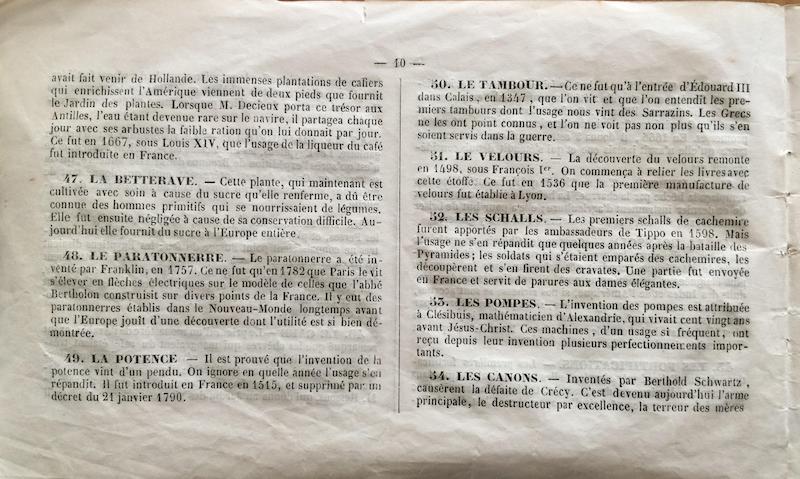 — 40 —
avait fait venir de Hollande. Les immenses plantations de cafiers
qui enrichissent l'Amérique viennent de deux pieds que fournit
le Jardin des plantes. Lorsque M. Decieux porta ce trésor aux
Antilles, l'eau étant devenue rare sur le navire, il partagea chaque
jour avec ses arbustes la faible ration qu'on lui donnait par jour.
Ce fut en 1667, sous Louis XIV, que l'usage de la liqueur du café
fut introduite en France.
47. LA BETTERAVE. — Cette plante, qui maintenant est
cultivée avec soin à cause du sucre qu'elle renferme, a dû être
connue des hommes primitifs qui se nourrissaient de légumes.
Elle fut ensuite négligée à cause de sa conservation difficile. Au-
jourd'hui elle fournit du sucre à l'Europe entière.
48. LE PARATONNERRE. — Le paratonnerre a été in-
venté par Franklin, en 1757. Ce ne fut qu'en 1782 que Paris le vit
s'élever en flèches électriques sur le modèle de celles que l'abbé
Bertholon construisit sur divers points de la France. Il y eut des
paratonnerres établis dans le Nouveau-Monde longtemps avant
que l'Europe jouît d'une découverte dont l'utilité est si bien dé-
montrée.
49. LA POTENCE — Il est prouvé que l'invention de la
potence vint d'un pendu. On ignore en quelle année l'usage s'en
répandit. Il fut introduit en France en 1515, et supprimé par un
décret du 21 janvier 1790.
50. LE TAMBOUR. — Ce ne fut qu'à l'entrée d'Édouard III
dans Calais, en 1347, que l'on vit et que l'on entendit les pre-
miers tambours dont l'usage nous vint des Sarrazins. Les Grecs
ne les ont point connus, et l'on ne voit pas non plus qu'ils s'en
soient servis dans la guerre.
51. LE VELOURS. — La découverte du velours remonte
en 1498, sous François Ier. On commença à relier les livres avec
cette étoffe. Ce fut en 1536 que la première manufacture de
velours fut établie à Lyon.
52. LES SCHALLS. — Les premiers schalls de cachemire
furent apportés par les ambassadeurs de Tippo en 1598. Mais
l'usage ne s'en répandit que quelques années après la bataille des
Pyramides; les soldats qui s'étaient emparés des cachemires, les
découpèrent et s'en firent des cravates. Une partie fut envoyée
en France et servit de parures aux dames élégantes.
53. LES POMPES. — L'invention des pompes est attribuée
à Clésibuis, mathématicien d'Alexandrie, qui vivait cent vingt ans
avant Jésus-Christ. Ces machines, d'un usage si fréquent, ont
reçu depuis leur invention plusieurs perfectionnements impor-
tants.
54. LES CANONS. — Inventés par Berthold Schwartz,
causèrent la défaite de Crécy. C'est devenu aujourd'hui l'arme
principale, le destructeur par excellence, la terreur des mères